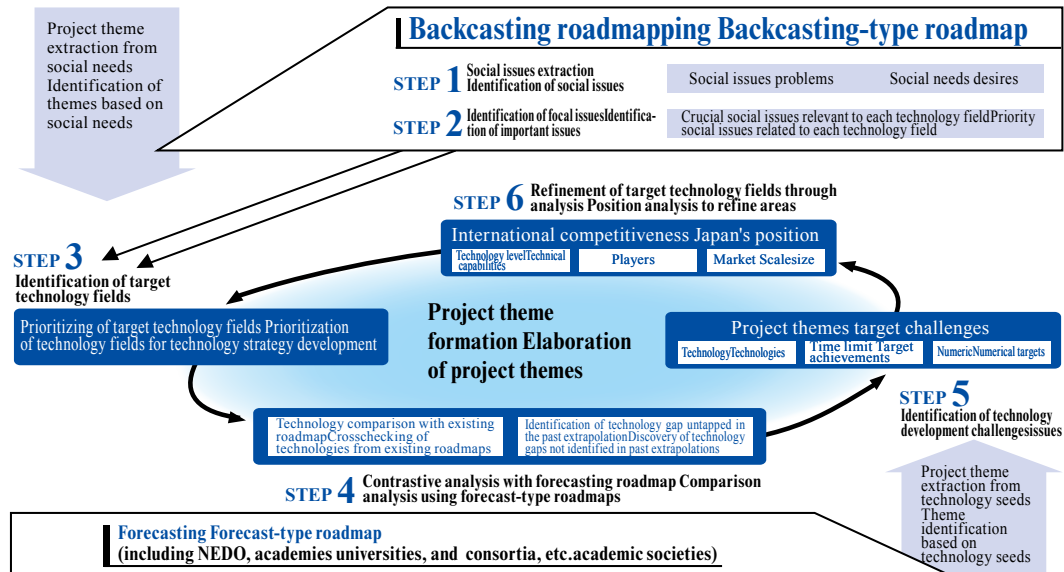 Project theme
extraction from
social needs
Identification of
themes based on
social needs
Backcasting roadmapping Backcasting-type roadmap
STEP 1 Social issues extraction
Identification of social issues
Social issues problems
Social needs desires
STEP 2 Identification of focal issuesIdentifica-
tion of important issues
Crucial social issues relevant to each technology fieldPriority
social issues related to each technology field
STEP 6 Refinement of target technology fields through
analysis Position analysis to refine areas
International competitiveness Japan's position
Technology levelTechnical
capabilities
Players
Market Scalesize
STEP 3
Identification of target
technology fields
Prioritizing of target technology fields Prioritization
of technology fields for technology strategy development
Project theme
formation Elaboration
of project themes
Project themes target challenges
TechnologyTechnologies
Time limit Target
achievements
NumericNumerical targets
STEP 5
Identification of technology
development challengesissues
Technology comparison with existing
roadmapCrosschecking of
technologies from existing roadmaps
Identification of technology gap untapped in
the past extrapolationDiscovery of technology
gaps not identified in past extrapolations
STEP 4 Contrastive analysis with forecasting roadmap Comparison
analysis using forecast-type roadmaps
Project theme
extraction from
technology seeds
Theme
identification
based on
technology seeds
Forecasting Forecast-type roadmap
(including NEDO, academies universities, and consortia, etc.academic societies)